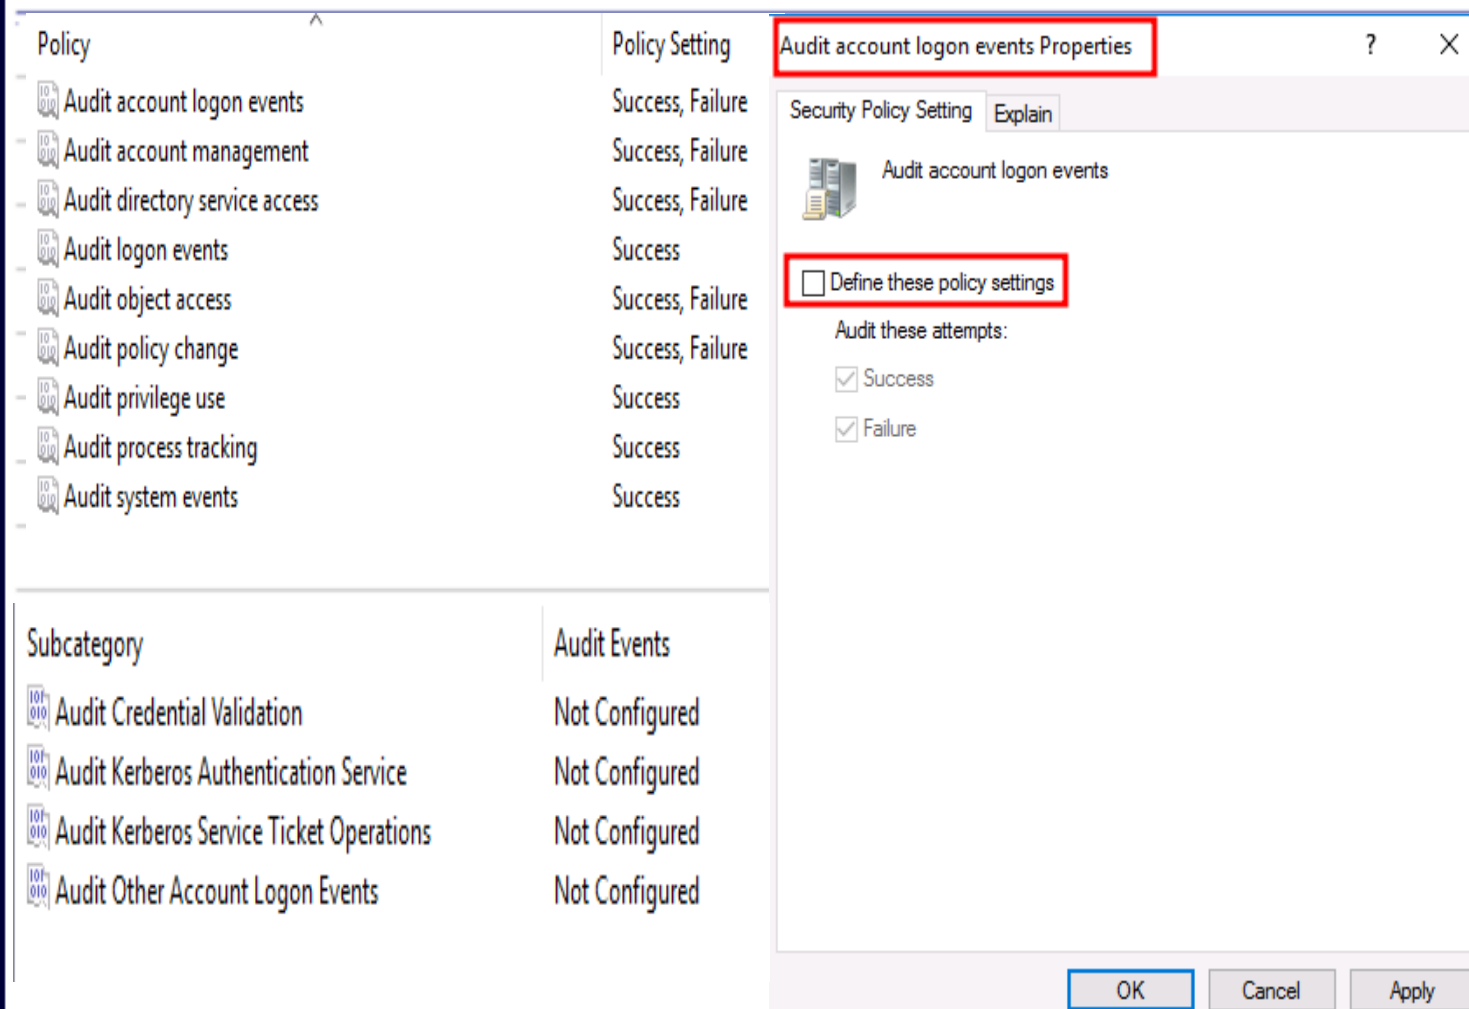 Policy Policy Setting
Audit account logon events Success, Failure
Audit account management Success, Failure
Audit directory service access Success, Failure
Audit logon events Success
Audit object access Success, Failure
Audit policy change Success, Failure
Audit privilege use Success
Audit process tracking Success
Audit system events Success
Subcategory Audit Events
Audit Credential Validation Not Configured
Audit Kerberos Authentication Service Not Configured
Audit Kerberos Service Ticket Operations Not Configured
Audit Other Account Logon Events Not Configured
Audit account logon events Properties ?
Security Policy Setting Explain
Audit account logon events
Define these policy settings
Audit these attempts:
Success
Failure
OK Cancel Apply